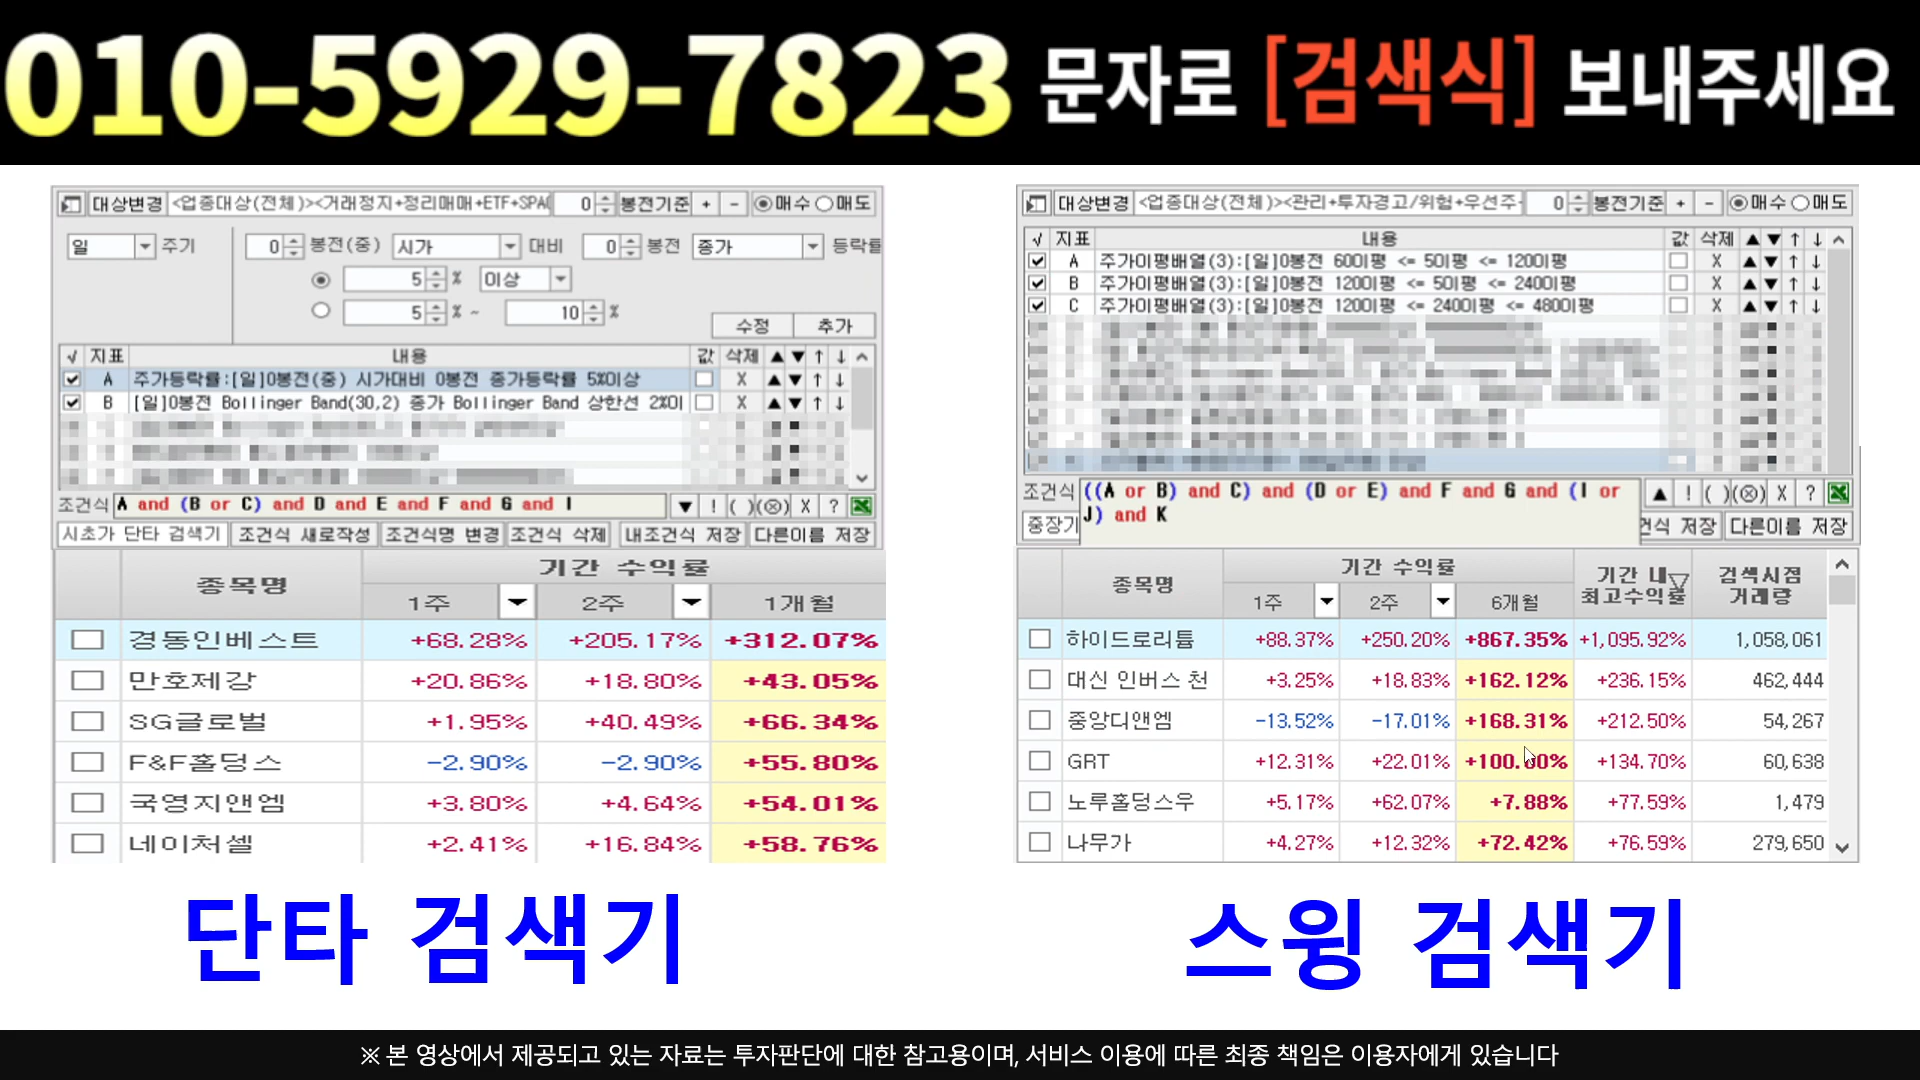 010-5929-7823 문자로 [검색식] 보내주세요
대상변경 <업종대상(전체)><거래정지+정리매매+ETF+SPAC 0 봉전기준 + - 매수 매도
일 주기 0 봉전(중) 시가 대비 0 봉전 종가 등락률
5 % 이상
5 % ~ 10 %
수정 추가
√ 지표 내용 값 삭제 ▲ ▼ ↑ ↓
A 주가등락률:[일]0봉전(중) 시가대비 0봉전 종가등락률 5%이상 X ▲ ▼ ↑ ↓
B [일]0봉전 Bollinger Band(30,2) 종가 Bollinger Band 상한선 2%이 X ▲ ▼ ↑ ↓
조건식 A and (B or C) and D and E and F and G and I ▼ ! ( ) (⊗) X ?
시초가 단타 검색기 조건식 새로작성 조건식명 변경 조건식 삭제 내조건식 저장 다른이름 저장
종목명 기간 수익률
1주 2주 1개월
경동인베스트 +68.28% +205.17% +312.07%
만호제강 +20.86% +18.80% +43.05%
SG글로벌 +1.95% +40.49% +66.34%
F&F홀딩스 -2.90% -2.90% +55.80%
국영지앤엠 +3.80% +4.64% +54.01%
네이처셀 +2.41% +16.84% +58.76%
단타 검색기
대상변경 <업종대상(전체)><관리+투자경고/위험+우선주+ 0 봉전기준 + - 매수 매도
√ 지표 내용 값 삭제 ▲ ▼ ↑ ↓
A 주가이평배열(3):[일]0봉전 60이평 <= 5이평 <= 120이평 X ▲ ▼ ↑ ↓
B 주가이평배열(3):[일]0봉전 120이평 <= 5이평 <= 240이평 X ▲ ▼ ↑ ↓
C 주가이평배열(3):[일]0봉전 120이평 <= 240이평 <= 480이평 X ▲ ▼ ↑ ↓
조건식 ((A or B) and C) and (D or E) and F and G and (I or J) and K ▲ ! ( ) (⊗) X ?
중장기 건식 저장 다른이름 저장
종목명 기간 수익률 기간 내 최고수익률 검색시점 거래량
1주 2주 6개월
하이드로리튬 +88.37% +250.20% +867.35% +1,095.92% 1,058,061
대신 인버스 천 +3.25% +18.83% +162.12% +236.15% 462,444
중앙디앤엠 -13.52% -17.01% +168.31% +212.50% 54,267
GRT +12.31% +22.01% +134.70% 60,638
노루홀딩스우 +5.17% +62.07% +7.88% +77.59% 1,479
나무가 +4.27% +12.32% +72.42% +76.59% 279,650
스윙 검색기
※ 본 영상에서 제공되고 있는 자료는 투자판단에 대한 참고용이며, 서비스 이용에 따른 최종 책임은 이용자에게 있습니다